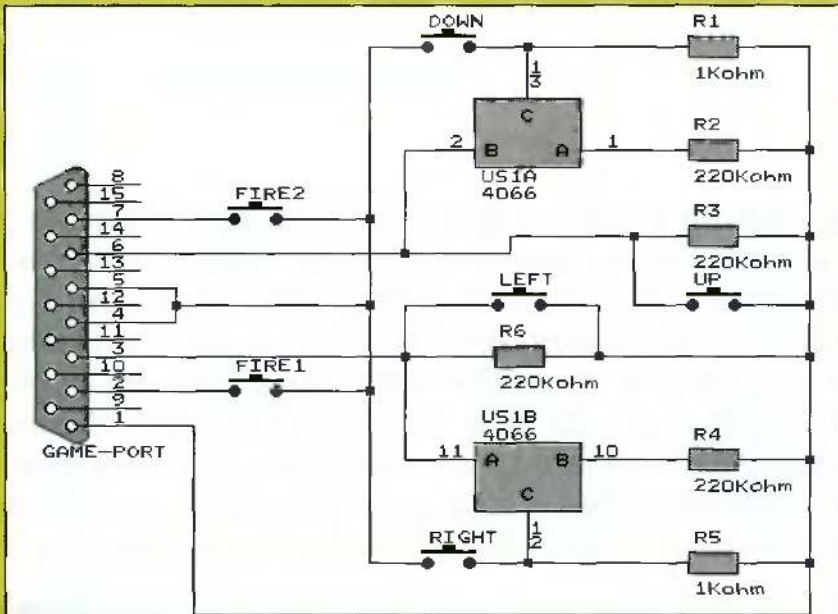 DOWN
R1
1Kohm
1
3
C
2
B
A
1
R2
220Kohm
US1A
4066
8
15
7
14
6
13
5
12
4
11
3
10
2
9
1
GAME-PORT
FIRE2
R3
220Kohm
LEFT
UP
R6
220Kohm
FIRE1
US1B
4066
11
A
B
10
R4
220Kohm
C
1
2
RIGHT
R5
1Kohm